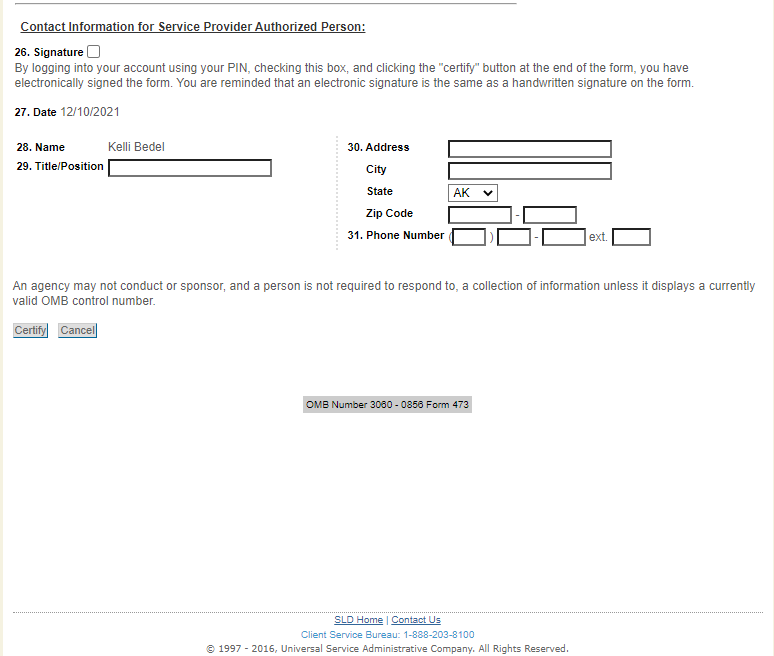 Contact Information for Service Provider Authorized Person:
26. Signature
By logging into your account using your PIN, checking this box, and clicking the "certify" button at the end of the form, you have
electronically signed the form. You are reminded that an electronic signature is the same as a handwritten signature on the form.
27. Date 12/10/2021
28. Name Kelli Bedel
29. Title/Position
30. Address
City
State AK
Zip Code -
31. Phone Number ( ) - ext.
An agency may not conduct or sponsor, and a person is not required to respond to, a collection of information unless it displays a currently
valid OMB control number.
Certify Cancel
OMB Number 3060 - 0856 Form 473
SLD Home | Contact Us
Client Service Bureau: 1-888-203-8100
© 1997 - 2016, Universal Service Administrative Company. All Rights Reserved.